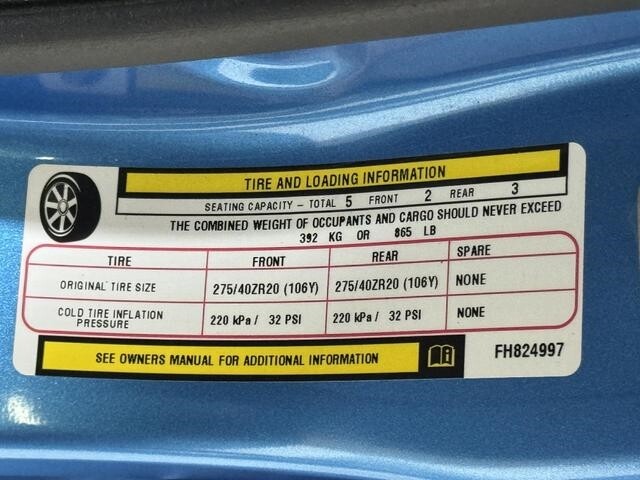 TIRE AND LOADING INFORMATION
SEATING CAPACITY – TOTAL 5 FRONT 2 REAR 3
THE COMBINED WEIGHT OF OCCUPANTS AND CARGO SHOULD NEVER EXCEED
392 KG OR 865 LB
TIRE FRONT REAR SPARE
ORIGINAL TIRE SIZE 275/40ZR20 (106Y) 275/40ZR20 (106Y) NONE
COLD TIRE INFLATION PRESSURE 220 kPa / 32 PSI 220 kPa / 32 PSI NONE
SEE OWNERS MANUAL FOR ADDITIONAL INFORMATION FH824997